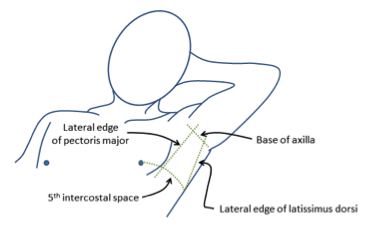 Lateral edge
of pectoris major
Base of axilla
5th intercostal space
Lateral edge of latissimus dorsi